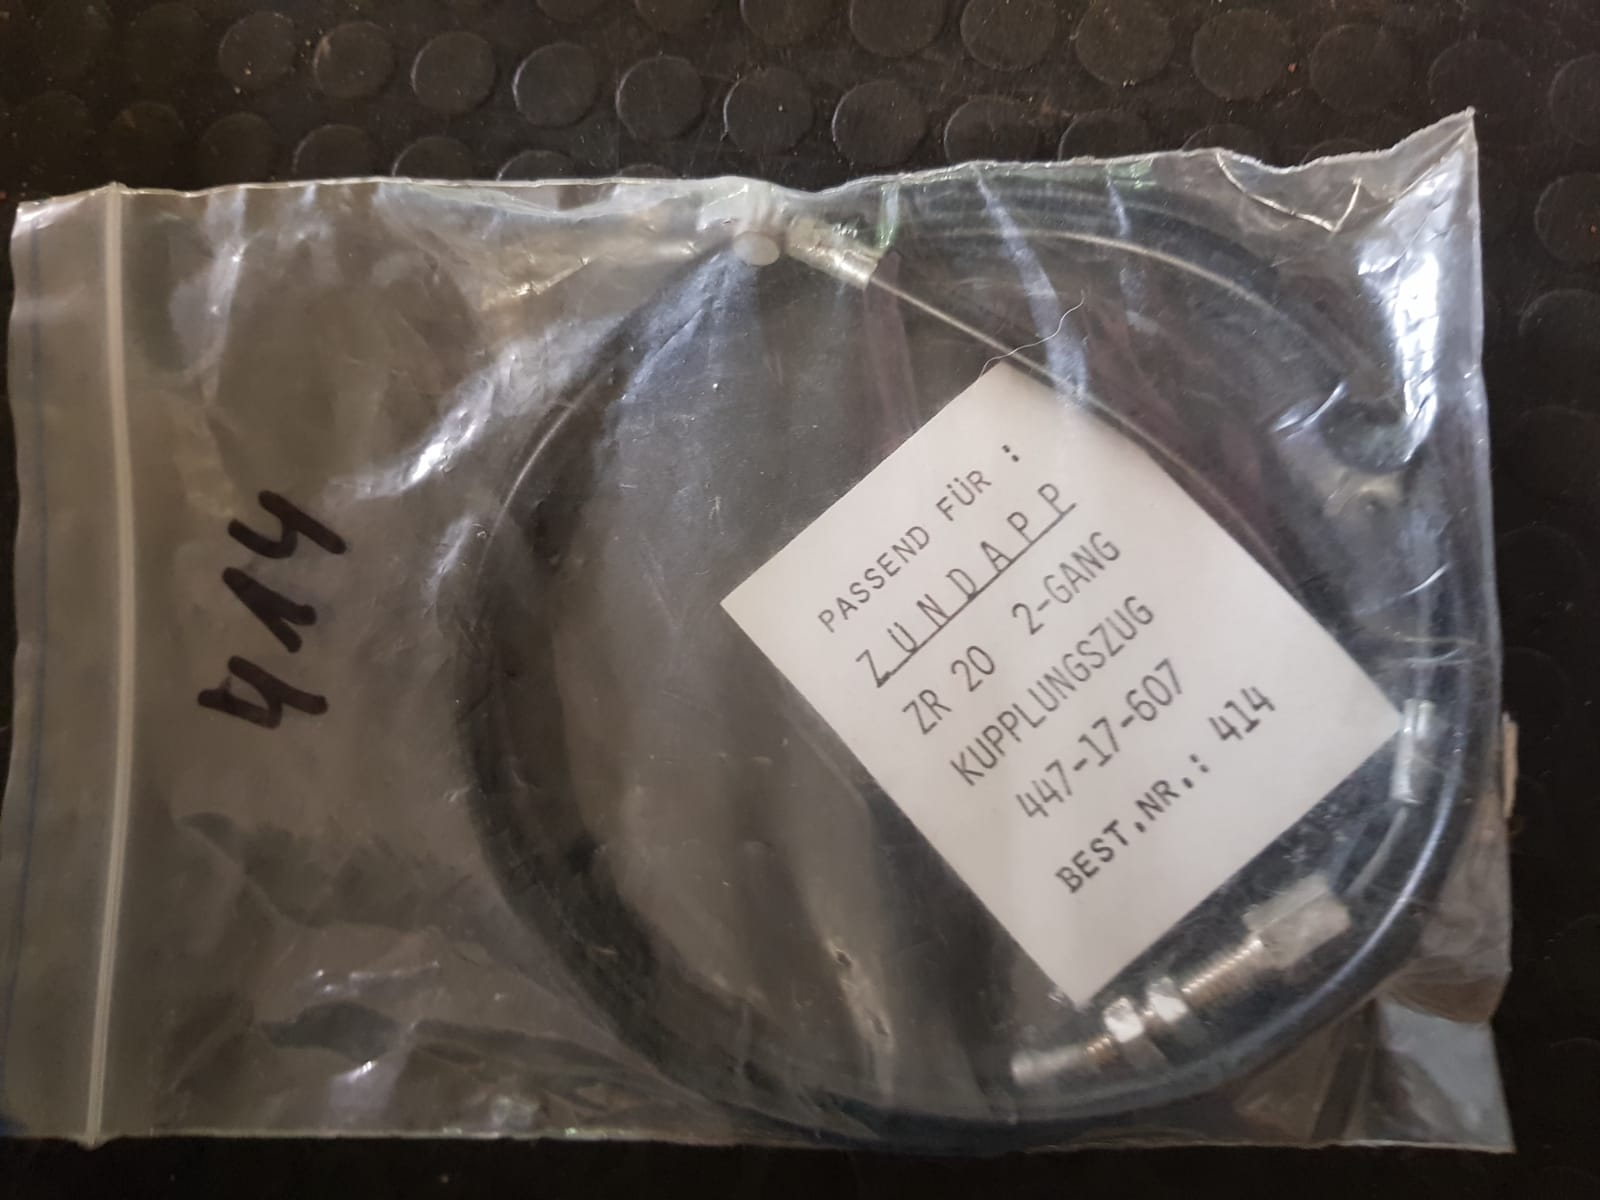 414
PASSEND FÜR :
ZUNDAPP
ZR 20 2-GANG
KUPPLUNGSZUG
447-17-607
BEST.NR.: 414